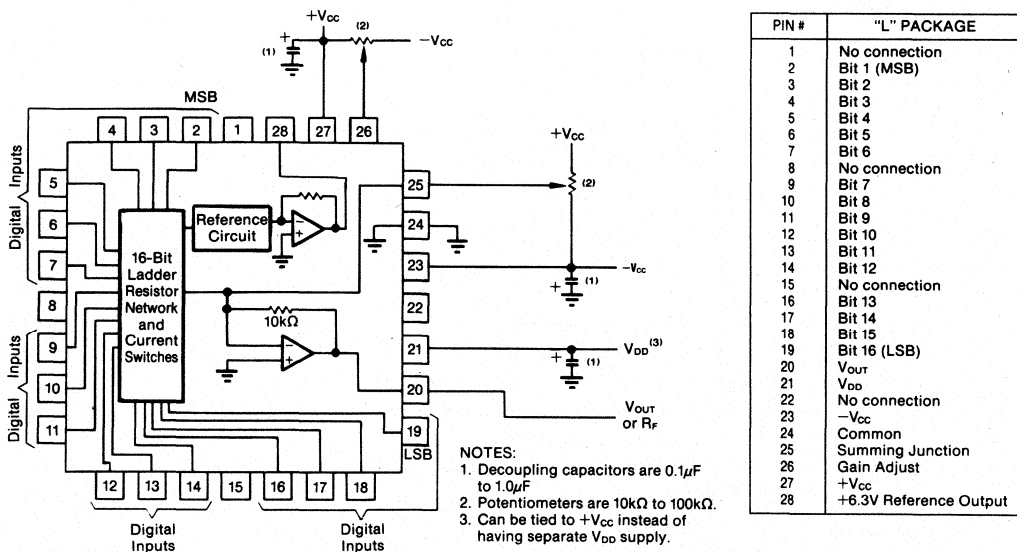 +VCC
(2)
+
(1)
−VCC
MSB
4
3
2
1
28
27
26
Digital Inputs
5
6
7
8
Digital Inputs
9
10
11
16-Bit
Ladder
Resistor
Network
and
Current
Switches
Reference
Circuit
−
+
10kΩ
−
+
25
24
23
22
21
20
19
LSB
+VCC
(2)
−VCC
+
(1)
VDD(3)
+
(1)
VOUT
or RF
12
13
14
15
16
17
18
Digital
Inputs
Digital
Inputs
NOTES:
1. Decoupling capacitors are 0.1μF
to 1.0μF
2. Potentiometers are 10kΩ to 100kΩ.
3. Can be tied to +VCC instead of
having separate VDD supply.
PIN # "L" PACKAGE
1 No connection
2 Bit 1 (MSB)
3 Bit 2
4 Bit 3
5 Bit 4
6 Bit 5
7 Bit 6
8 No connection
9 Bit 7
10 Bit 8
11 Bit 9
12 Bit 10
13 Bit 11
14 Bit 12
15 No connection
16 Bit 13
17 Bit 14
18 Bit 15
19 Bit 16 (LSB)
20 VOUT
21 VDD
22 No connection
23 −VCC
24 Common
25 Summing Junction
26 Gain Adjust
27 +VCC
28 +6.3V Reference Output